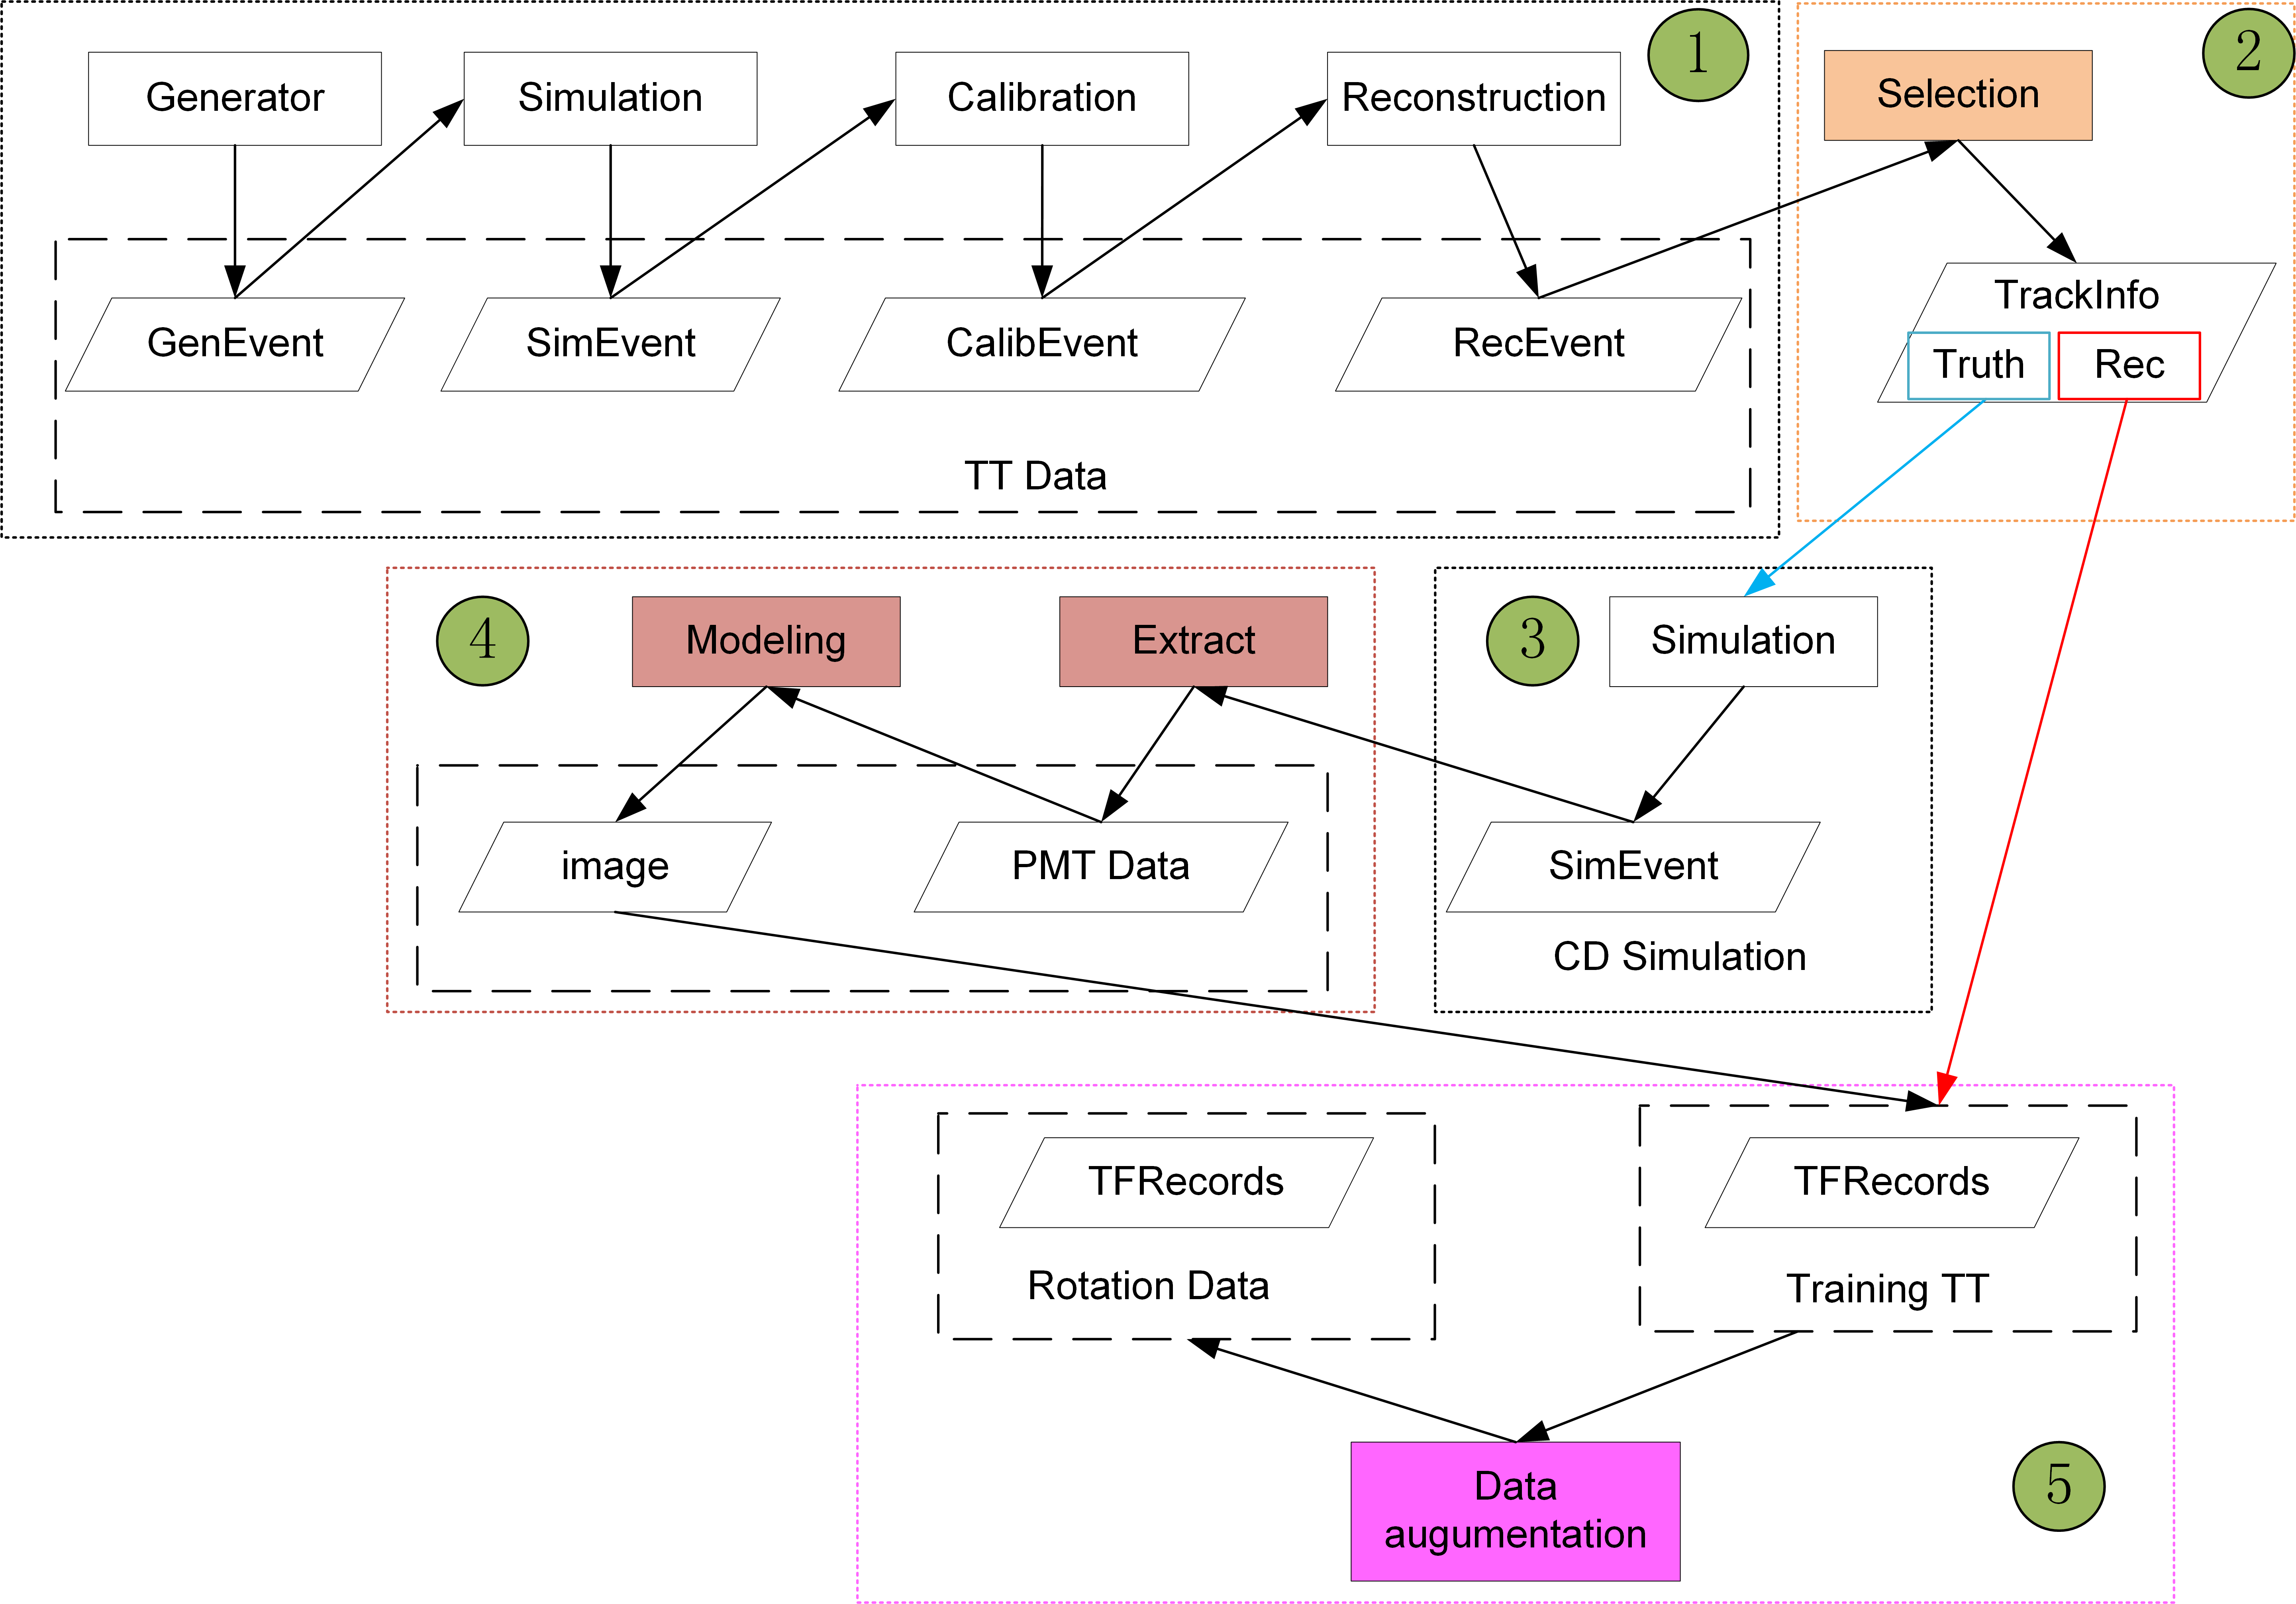 Generator
Simulation
Calibration
Reconstruction
1
GenEvent
SimEvent
CalibEvent
RecEvent
TT Data
Selection
2
TrackInfo
Truth
Rec
3
Simulation
SimEvent
CD Simulation
4
Modeling
Extract
image
PMT Data
TFRecords
Rotation Data
TFRecords
Training TT
Data
augumentation
5